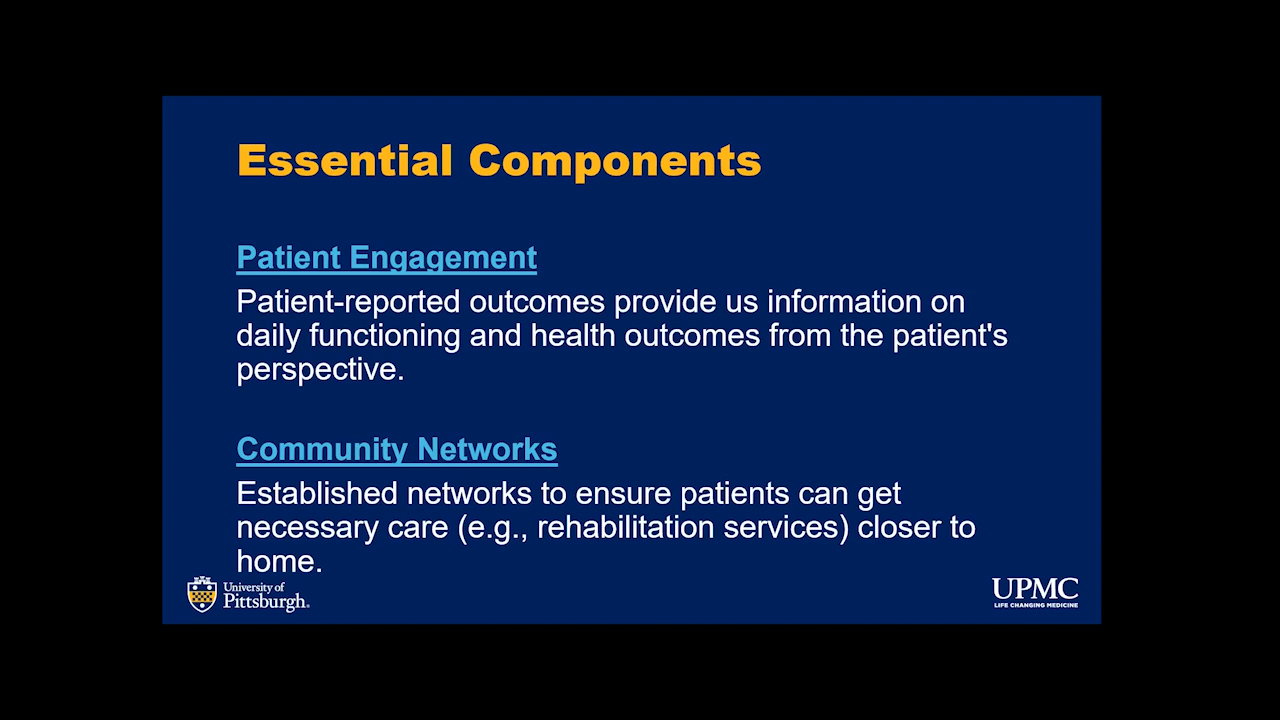 Essential Components
Patient Engagement
Patient-reported outcomes provide us information on
daily functioning and health outcomes from the patient's
perspective.
Community Networks
Established networks to ensure patients can get
necessary care (e.g., rehabilitation services) closer to
home.
University of
Pittsburgh.
UPMC
LIFE CHANGING MEDICINE